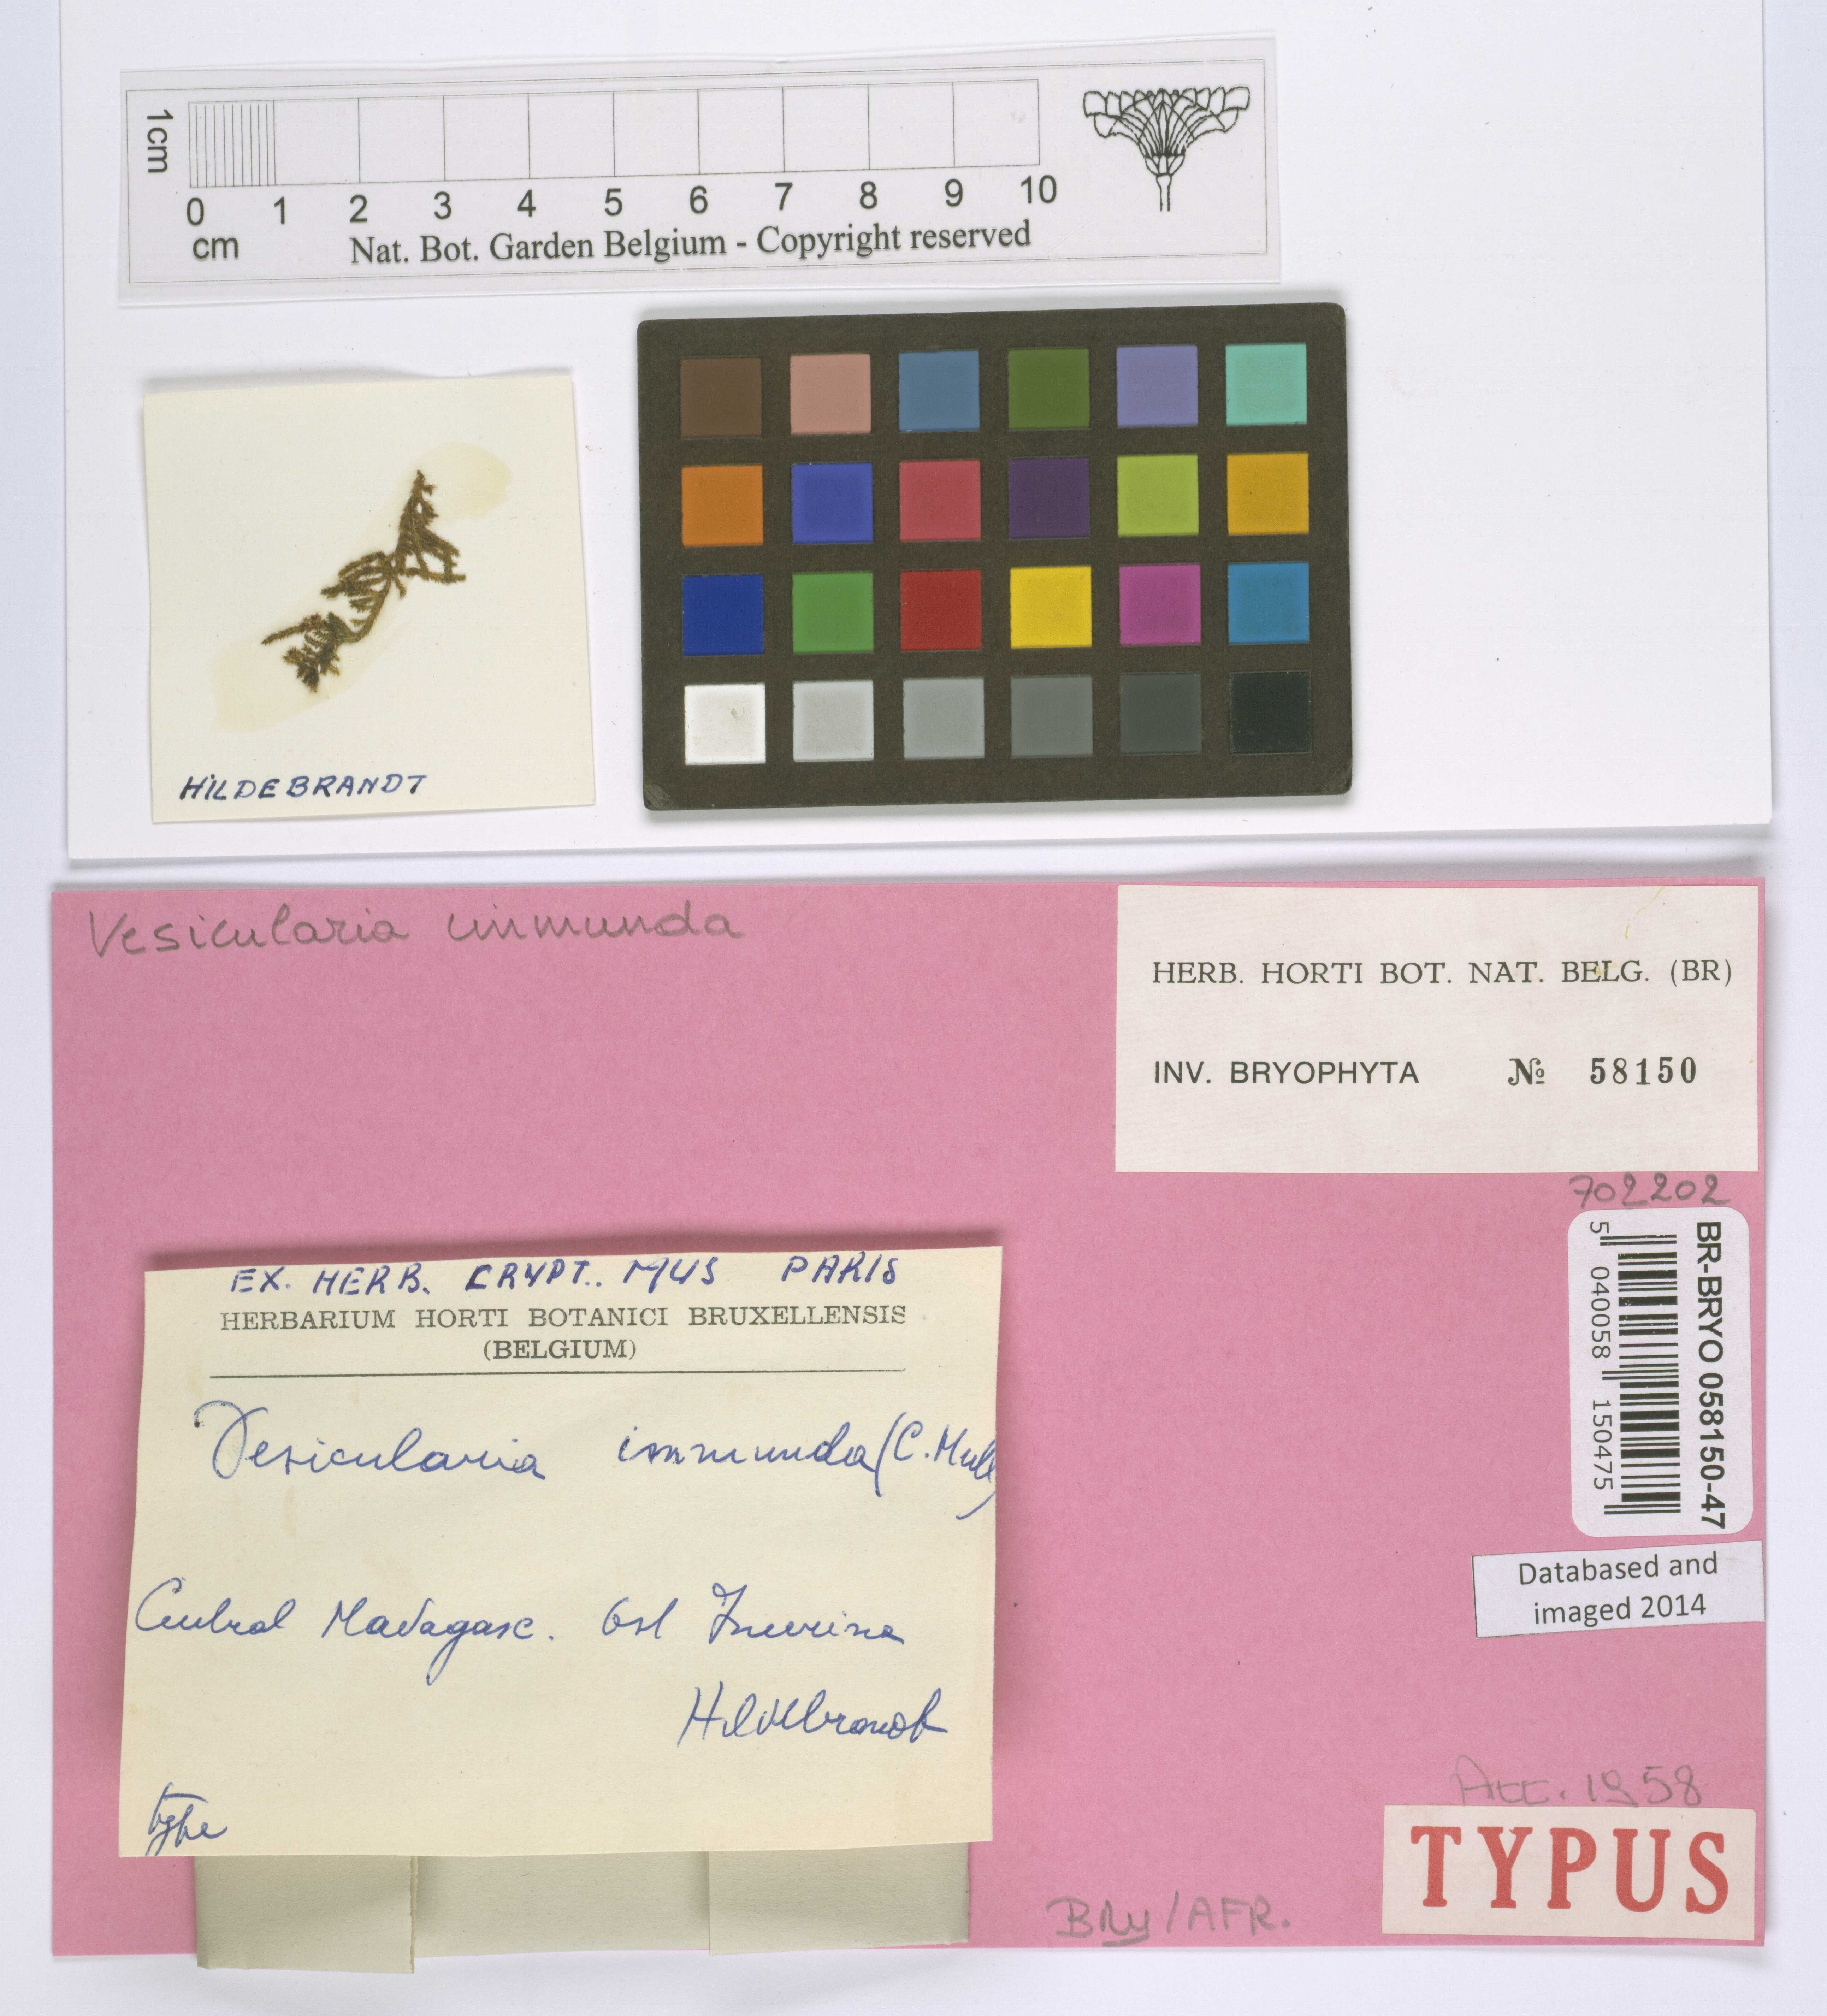 1cm
0 1 2 3 4 5 6 7 8 9 10
cm
Nat. Bot. Garden Belgium - Copyright reserved
HILDEBRANDT
Vesicularia immunda
HERB. HORTI BOT. NAT. BELG. (BR)
INV. BRYOPHYTA № 58150
702202
BR-BRYO 058150-47
5 040058 150475
Databased and
imaged 2014
EX. HERB. CRYPT.. MUS PARIS
HERBARIUM HORTI BOTANICI BRUXELLENSIS
(BELGIUM)
Vesicularia immunda (C. Mull)
Central Madagasc. Ost Imerina
Hildebrandt
type
Acc. 1958
TYPUS
Bry/AFR.